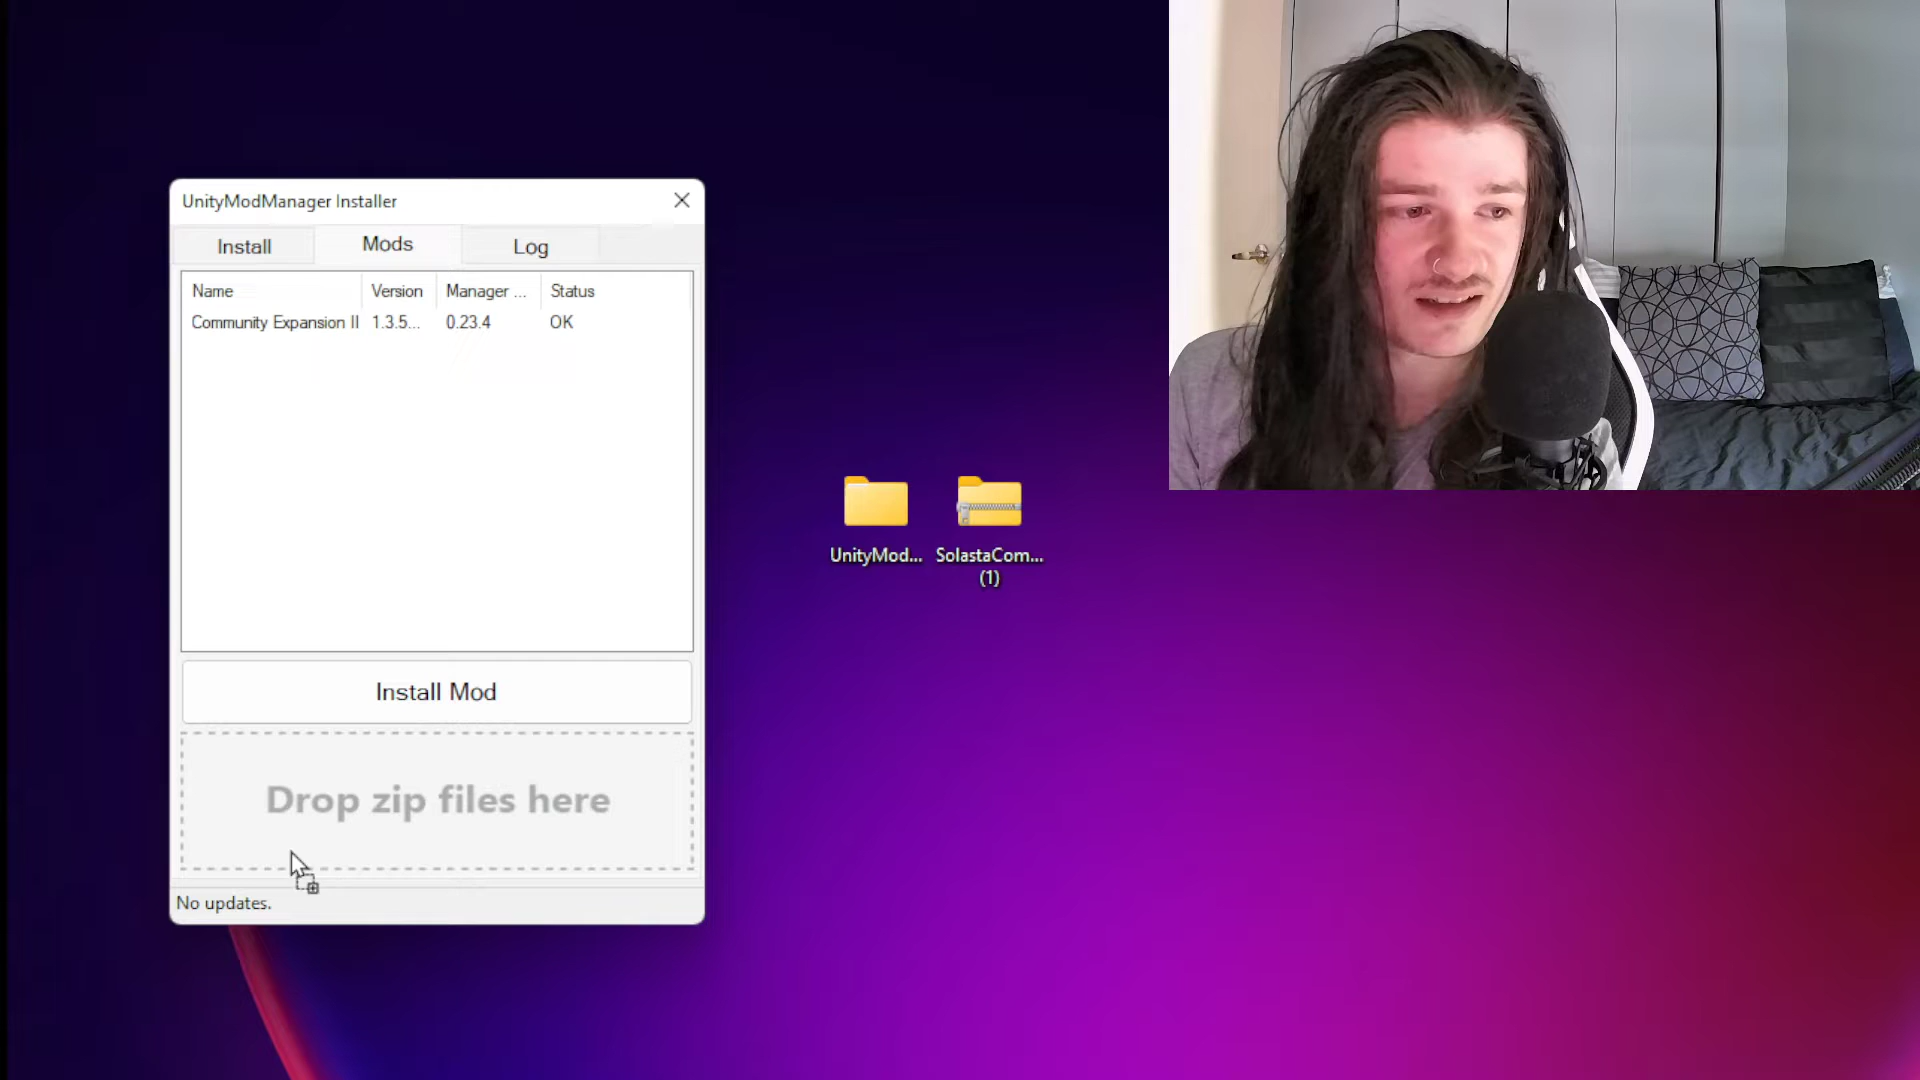 UnityModManager Installer
Install Mods Log
Name Version Manager ... Status
Community Expansion II 1.3.5... 0.23.4 OK
Install Mod
Drop zip files here
No updates.
UnityMod...
SolastaCom...
(1)